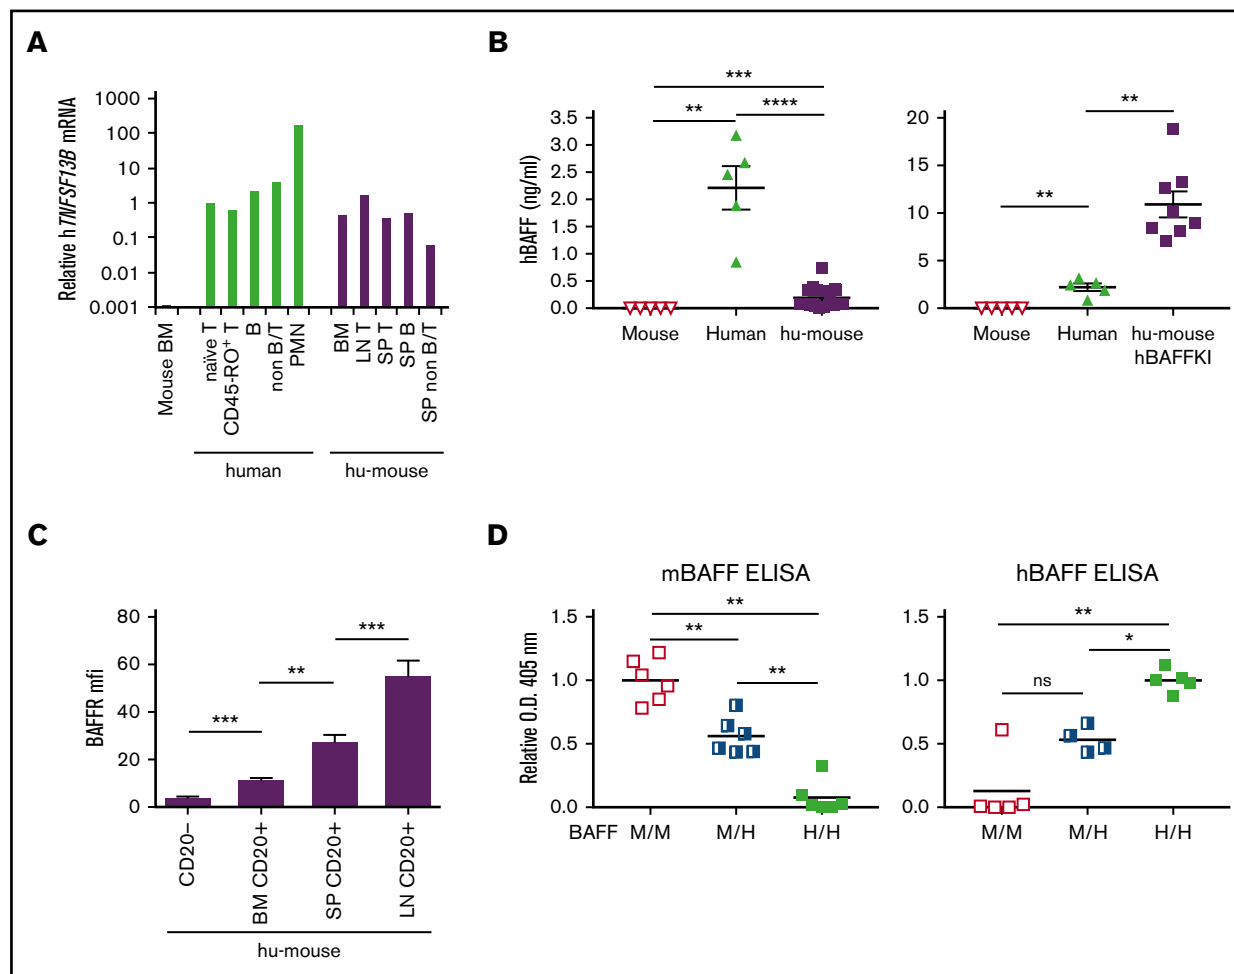 A
Relative hTNFSF13B mRNA
1000
100
10
1
0.1
0.01
0.001
Mouse BM
naïve T
CD45-RO+ T
B
non B/T
PMN
BM
LN T
SP T
SP B
SP non B/T
human
hu-mouse
B
hBAFF (ng/ml)
3.5
3.0
2.5
2.0
1.5
1.0
0.5
0.0
***
** ****
Mouse Human hu-mouse
20
15
10
5
0
**
**
Mouse Human hu-mouse
hBAFFKI
C
BAFFR mfi
80
60
40
20
0
***
**
***
CD20–
BM CD20+
SP CD20+
LN CD20+
hu-mouse
D
mBAFF ELISA
Relative O.D. 405 nm
1.5
1.0
0.5
0.0
**
**
**
BAFF M/M M/H H/H
hBAFF ELISA
1.5
1.0
0.5
0.0
**
*
ns
M/M M/H H/H